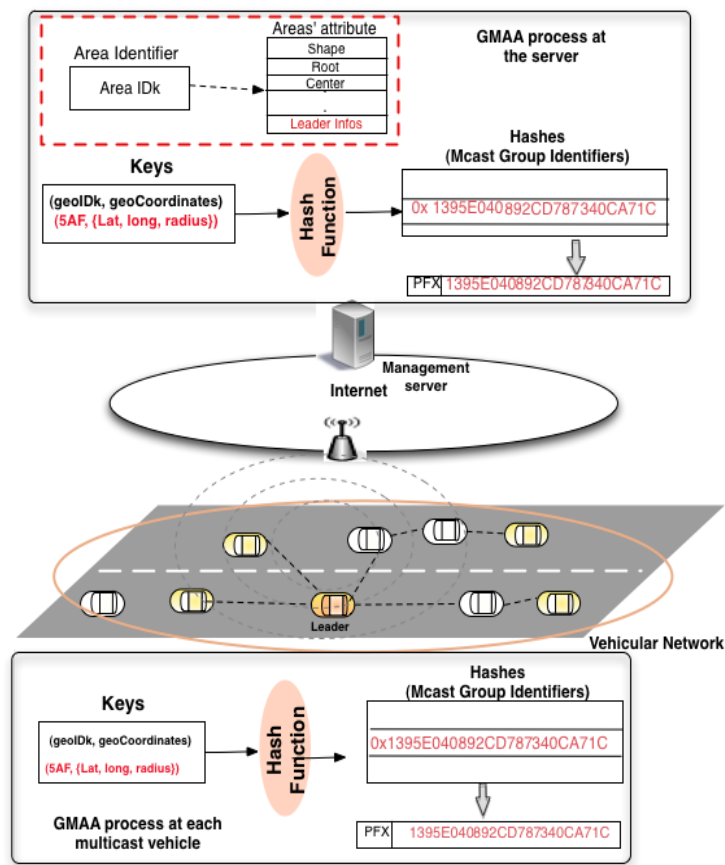 Areas' attribute
GMAA process at
the server
Area Identifier
Shape
Root
Center
Area IDk
Leader Infos
Hashes
(Mcast Group Identifiers)
Keys
(geoIDk, geoCoordinates)
(5AF, {Lat, long, radius})
Hash
Function
0x 1395E040892CD787340CA71C
PFX 1395E040892CD787340CA71C
Management
server
Internet
Leader
Vehicular Network
Hashes
(Mcast Group Identifiers)
Keys
(geoIDk, geoCoordinates)
(5AF, {Lat, long, radius})
Hash
Function
0x1395E040892CD787340CA71C
PFX 1395E040892CD787340CA71C
GMAA process at each
multicast vehicle